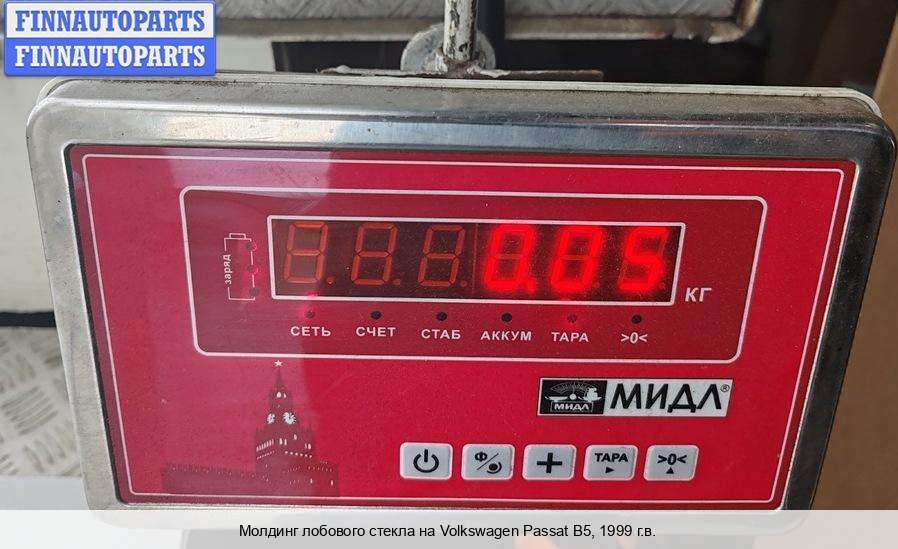 FINNAUTOPARTS
FINNAUTOPARTS
заряд
0.05
КГ
СЕТЬ СЧЕТ СТАБ АККУМ ТАРА >0<
МИДЛ МИДЛ®
Ф ТАРА >0<
Молдинг лобового стекла на Volkswagen Passat B5, 1999 г.в.